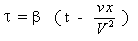 τ = β ( t - vx/V² )